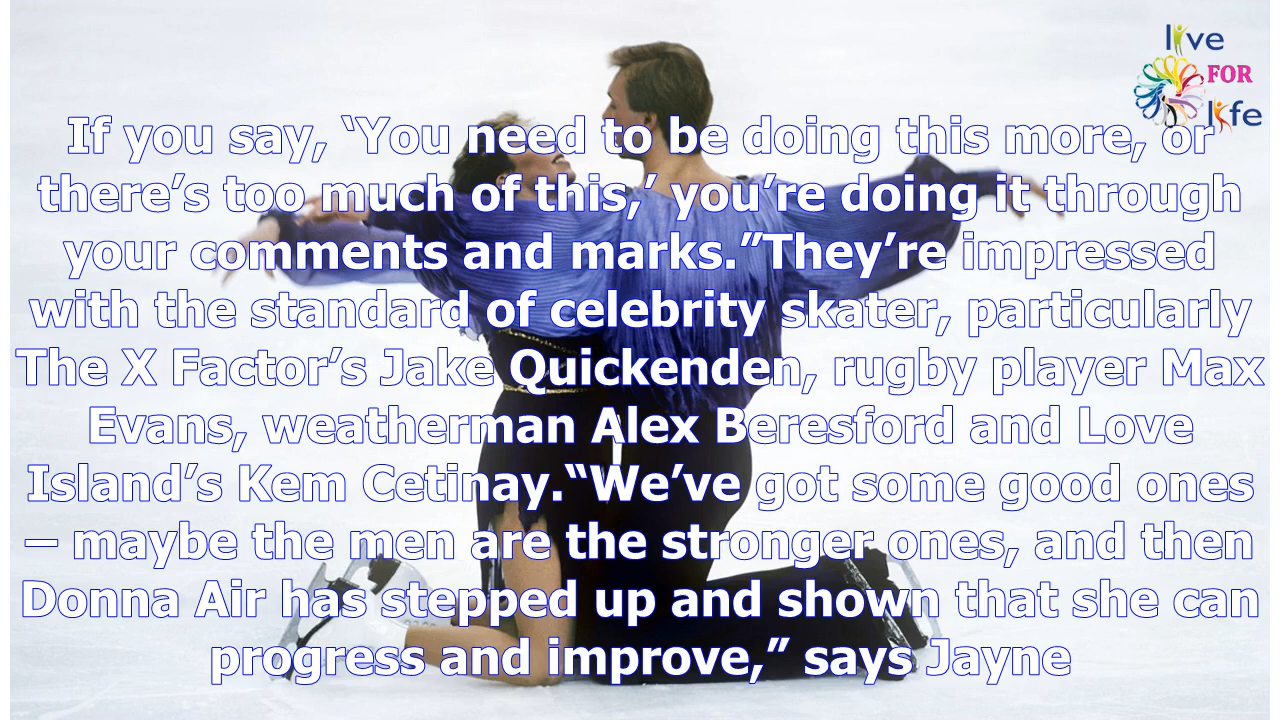 live
FOR
life
If you say, ‘You need to be doing this more, or
there’s too much of this,’ you’re doing it through
your comments and marks.”They’re impressed
with the standard of celebrity skater, particularly
The X Factor’s Jake Quickenden, rugby player Max
Evans, weatherman Alex Beresford and Love
Island’s Kem Cetinay.“We’ve got some good ones
– maybe the men are the stronger ones, and then
Donna Air has stepped up and shown that she can
progress and improve,” says Jayne